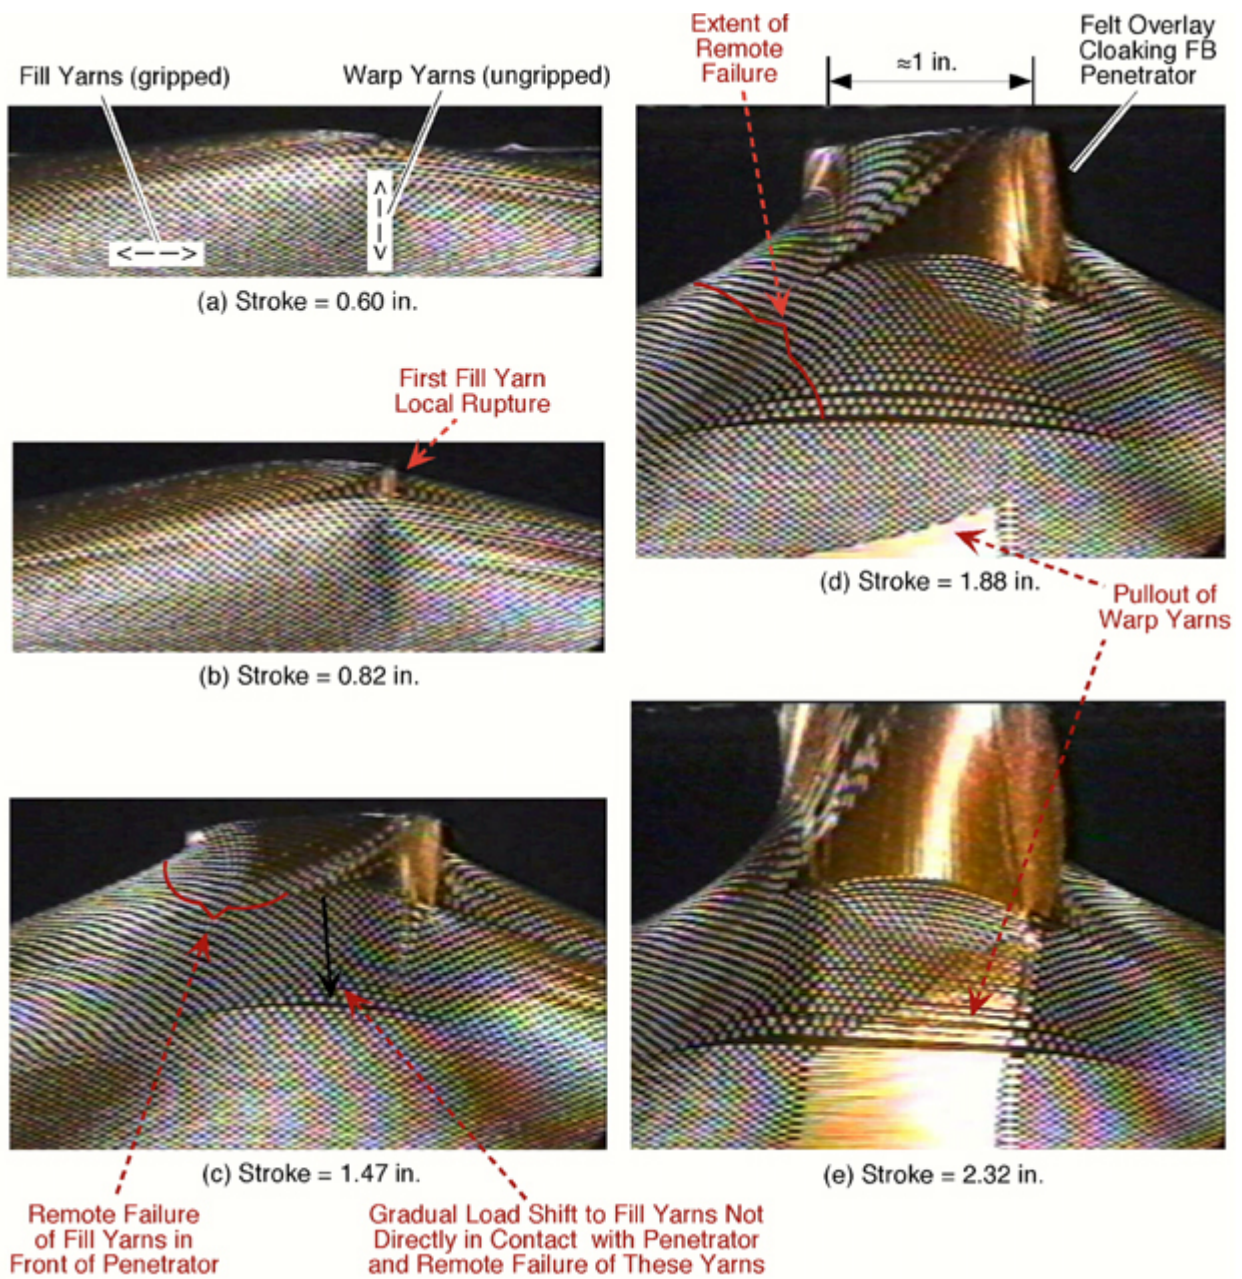 Fill Yarns (gripped)
Warp Yarns (ungripped)
<-–->
<-–->
(a) Stroke = 0.60 in.
First Fill Yarn
Local Rupture
(b) Stroke = 0.82 in.
(c) Stroke = 1.47 in.
Remote Failure
of Fill Yarns in
Front of Penetrator
Gradual Load Shift to Fill Yarns Not
Directly in Contact with Penetrator
and Remote Failure of These Yarns
Extent of
Remote
Failure
≈1 in.
Felt Overlay
Cloaking FB
Penetrator
(d) Stroke = 1.88 in.
Pullout of
Warp Yarns
(e) Stroke = 2.32 in.